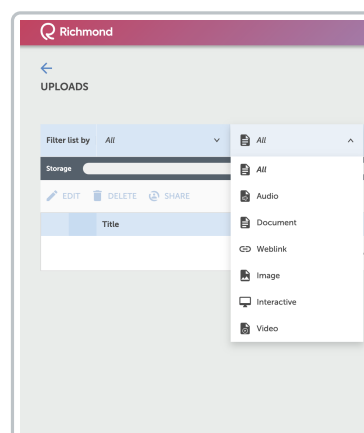 Richmond
UPLOADS
Filter list by All All
Storage All
EDIT DELETE SHARE Audio
Title Document
Weblink
Image
Interactive
Video